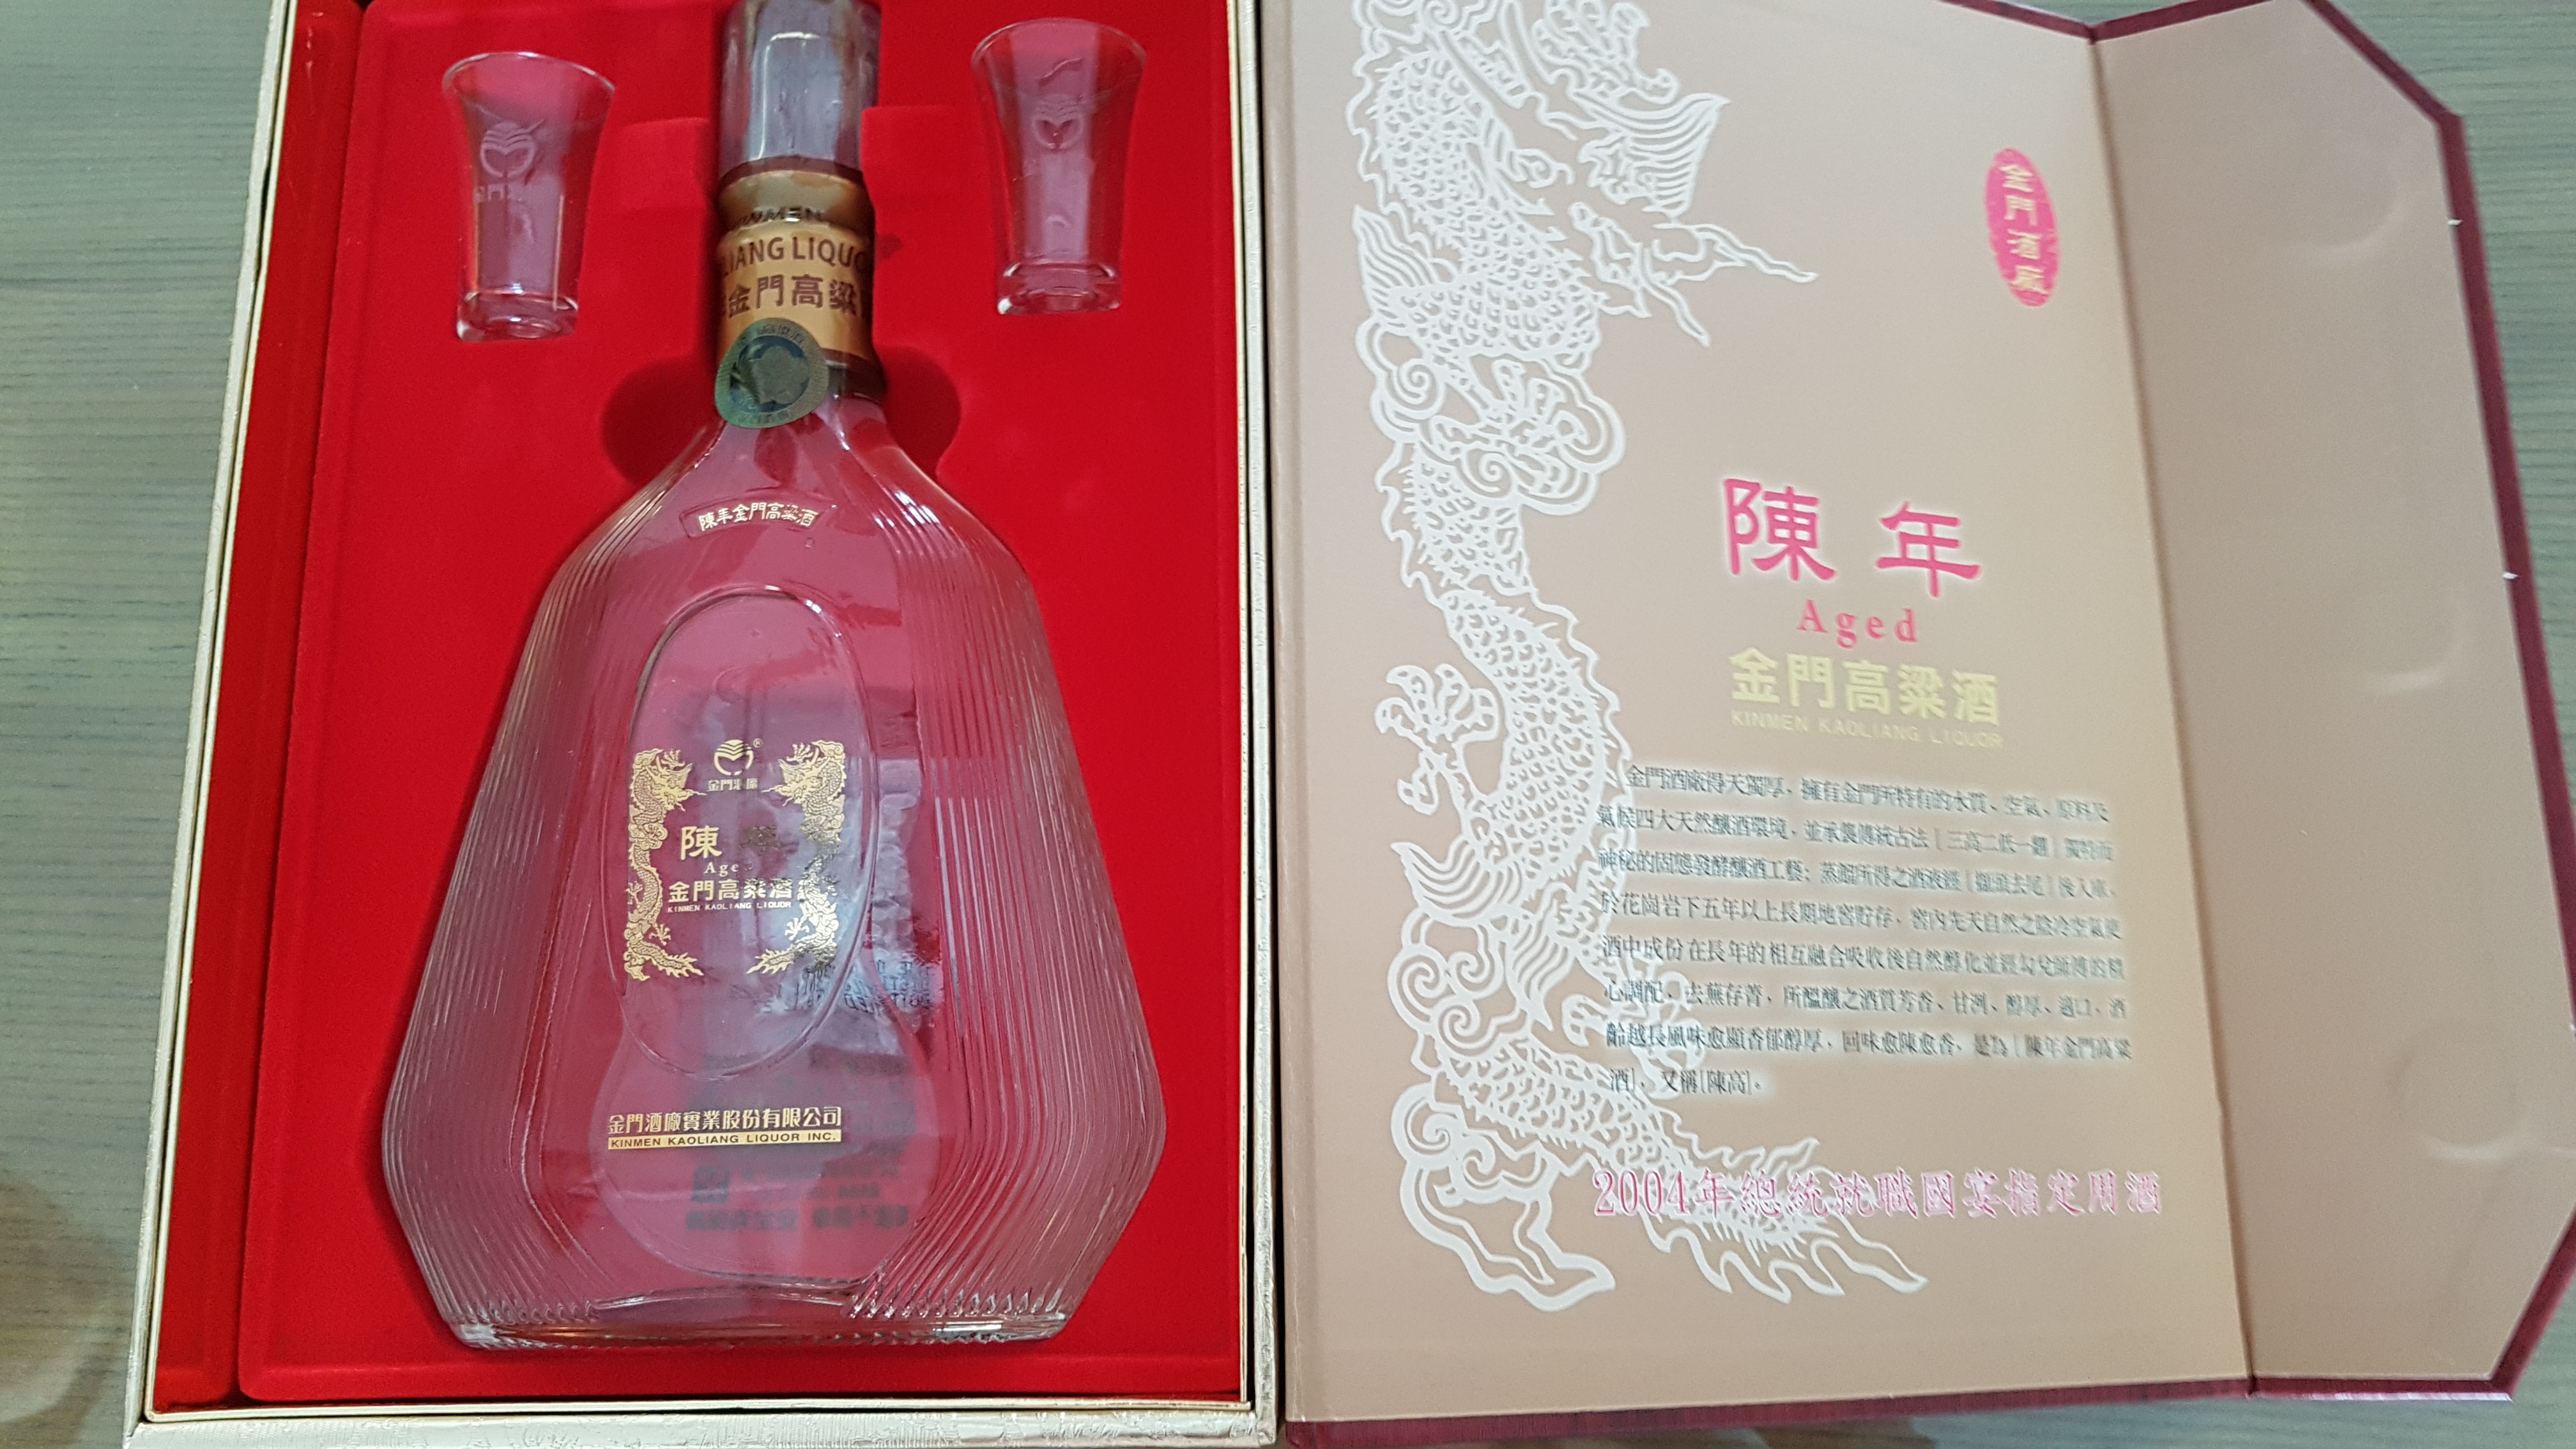 KINMEN
LIANG LIQUO
金門高粱
陳年金門高粱酒
金門酒廠
陳年
Aged
金門高粱酒
KINMEN KAOLIANG LIQUOR
金門酒廠實業股份有限公司
KINMEN KAOLIANG LIQUOR INC.
金門酒廠
陳年
Aged
金門高粱酒
KINMEN KAOLIANG LIQUOR
金門酒廠得天獨厚，擁有金門所特有的水質、空氣、原料及
氣候四大天然釀酒環境，並承襲傳統古法「三高二低一題」獨特而
神秘的固態發酵釀酒工藝；蒸餾所得之酒液經「掐頭去尾」後入庫，
於花崗岩下五年以上長期地窖貯存，窖內先天自然之陰冷空氣使
酒中成份在長年的相互融合吸收後自然醇化並經勾兌師傅的精
心調配，去蕪存菁，所醞釀之酒質芳香、甘冽、醇厚、適口，酒
齡越長風味愈顯香郁醇厚，回味愈陳愈香，是為「陳年金門高粱
酒」，又稱「陳高」。
2004年總統就職國宴指定用酒